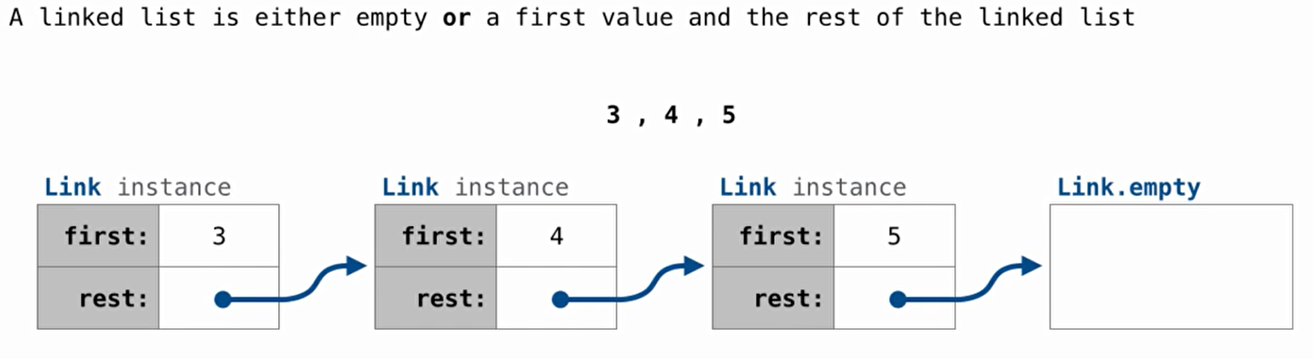 A linked list is either empty or a first value and the rest of the linked list
3 , 4 , 5
Link instance Link instance Link instance Link.empty
first: 3 first: 4 first: 5
rest: rest: rest: